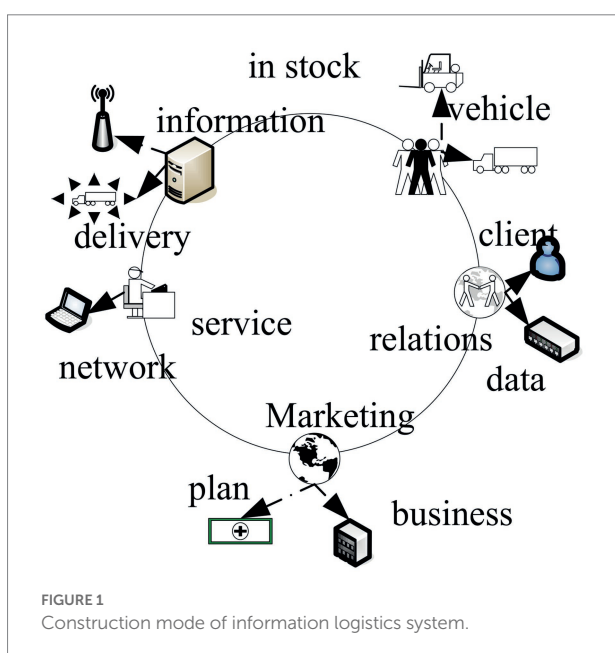 in stock
vehicle
information
delivery
client
service
relations
network
data
Marketing
plan
business
FIGURE 1
Construction mode of information logistics system.